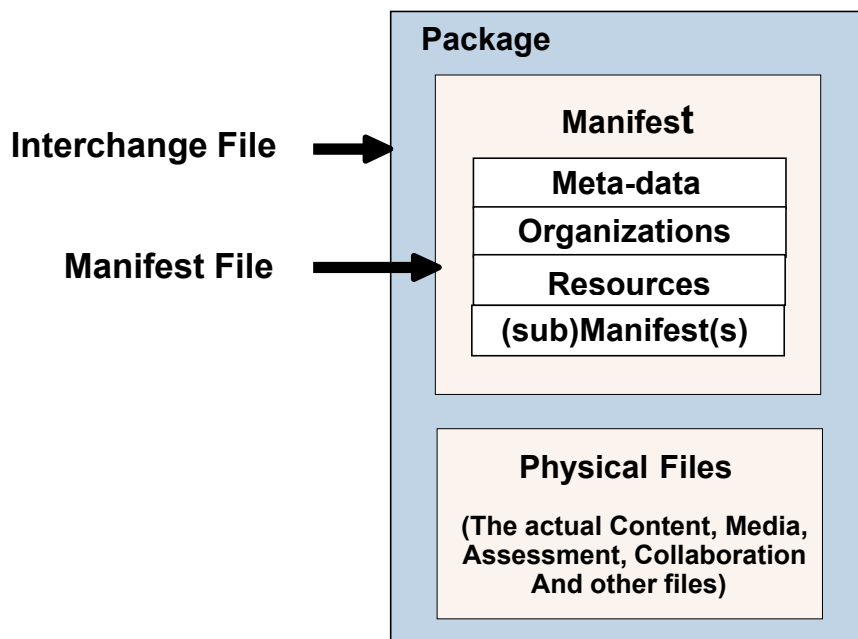 Package
Manifest
Interchange File
Meta-data
Organizations
Manifest File
Resources
(sub)Manifest(s)
Physical Files
(The actual Content, Media,
Assessment, Collaboration
And other files)